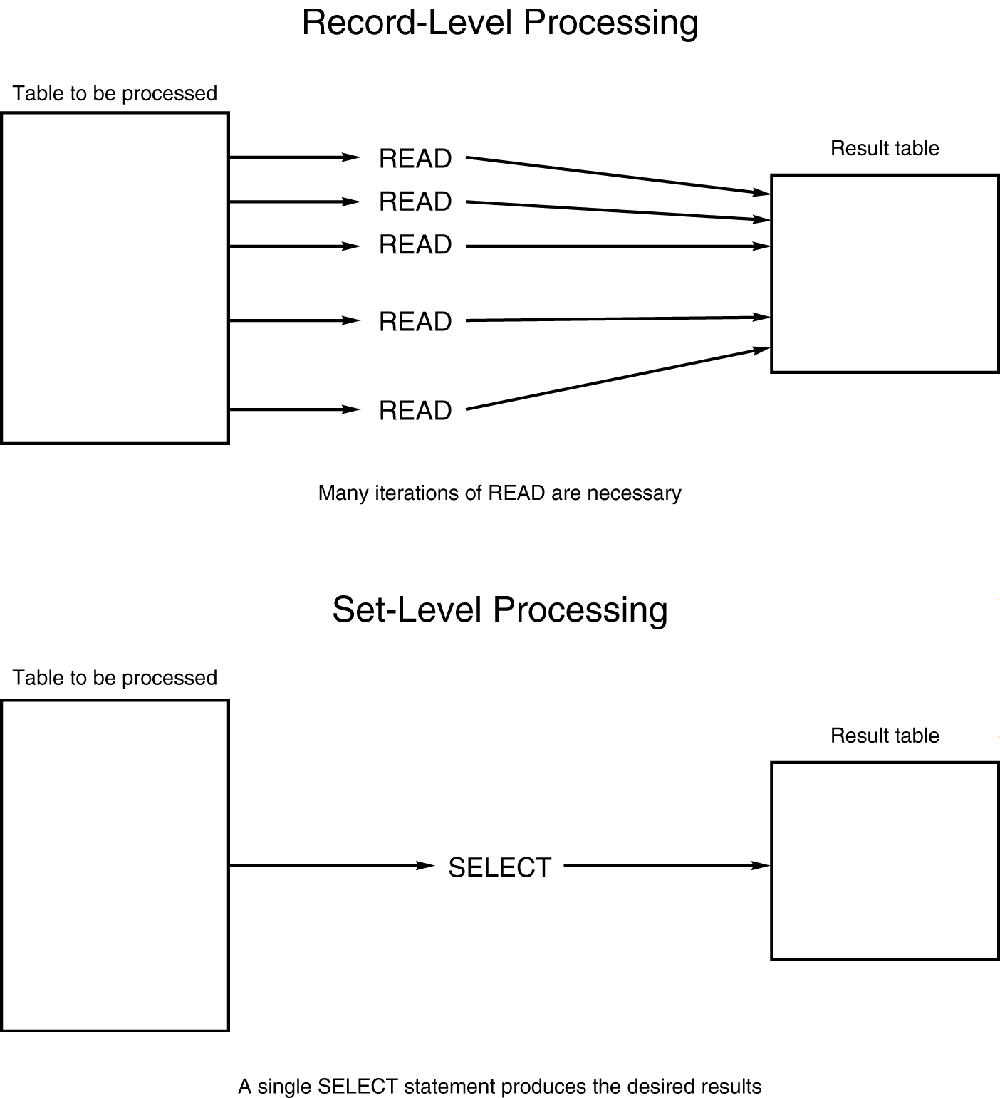 Record-Level Processing
Table to be processed
Result table
READ
READ
READ
READ
READ
Many iterations of READ are necessary
Set-Level Processing
Table to be processed
Result table
SELECT
A single SELECT statement produces the desired results